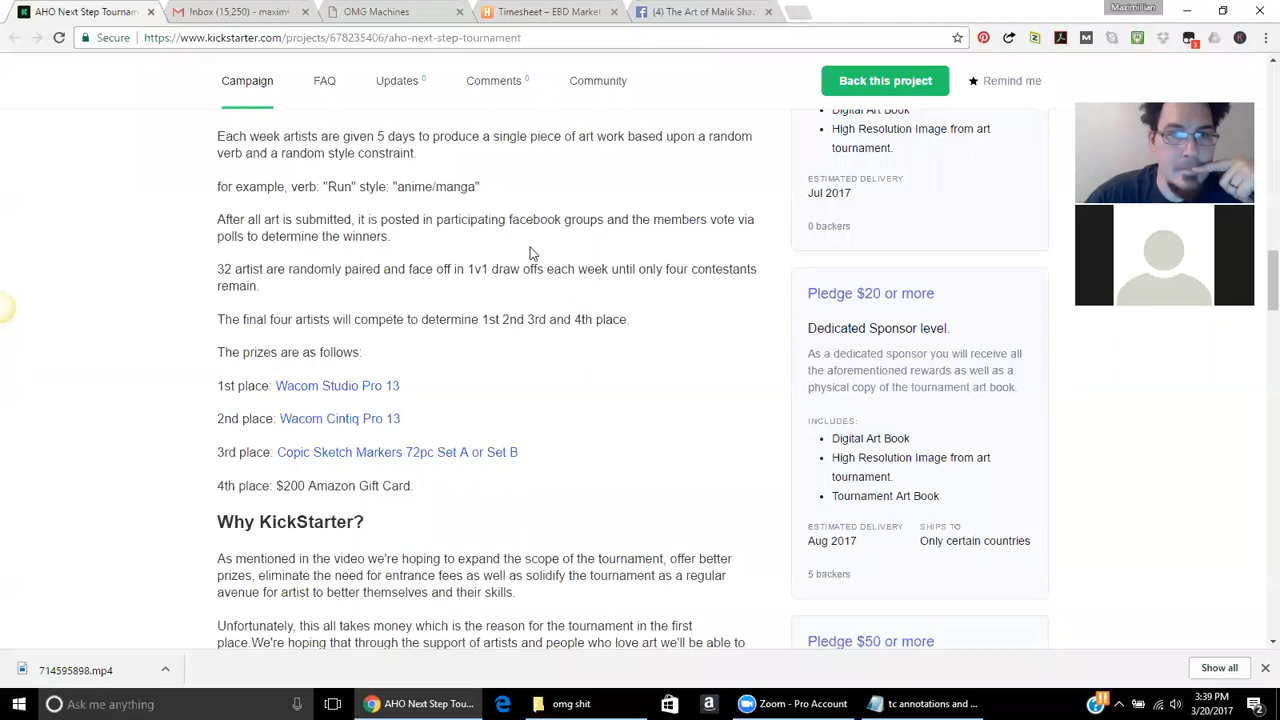 AHO Next Step Tournam
Inbox (15,250) - maximi
OMG Machines
Timesheet – EBD Market
(4) The Art of Malik Sha
Maximillian
Secure
https://www.kickstarter.com/projects/678235406/aho-next-step-tournament
Campaign
FAQ
Updates 0
Comments 0
Community
Back this project
Remind me
Each week artists are given 5 days to produce a single piece of art work based upon a random
verb and a random style constraint.
for example, verb: "Run" style: "anime/manga"
After all art is submitted, it is posted in participating facebook groups and the members vote via
polls to determine the winners.
32 artist are randomly paired and face off in 1v1 draw offs each week until only four contestants
remain.
The final four artists will compete to determine 1st 2nd 3rd and 4th place.
The prizes are as follows:
1st place: Wacom Studio Pro 13
2nd place: Wacom Cintiq Pro 13
3rd place: Copic Sketch Markers 72pc Set A or Set B
4th place: $200 Amazon Gift Card.
Why KickStarter?
As mentioned in the video we're hoping to expand the scope of the tournament, offer better
prizes, eliminate the need for entrance fees as well as solidify the tournament as a regular
avenue for artist to better themselves and their skills.
Unfortunately, this all takes money which is the reason for the tournament in the first
place.We're hoping that through the support of artists and people who love art we'll be able to
Digital Art Book
High Resolution Image from art
tournament.
ESTIMATED DELIVERY
Jul 2017
0 backers
Pledge $20 or more
Dedicated Sponsor level.
As a dedicated sponsor you will receive all
the aforementioned rewards as well as a
physical copy of the tournament art book.
INCLUDES:
Digital Art Book
High Resolution Image from art
tournament.
Tournament Art Book
ESTIMATED DELIVERY
SHIPS TO
Aug 2017
Only certain countries
5 backers
Pledge $50 or more
714595898.mp4
Show all
Ask me anything
AHO Next Step Tou...
omg shit
Zoom - Pro Account
tc annotations and ...
3:39 PM
3/20/2017